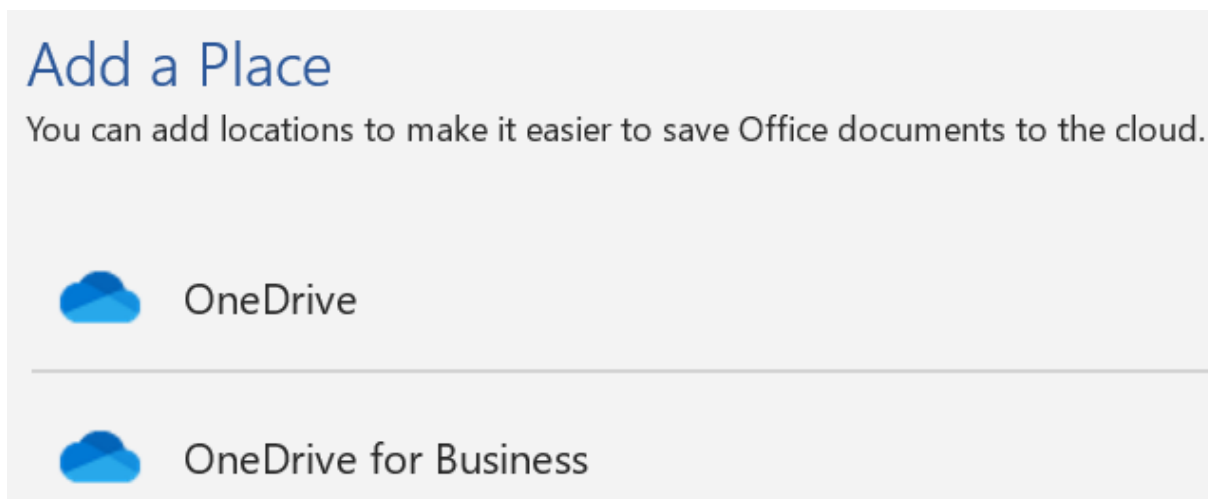 Add a Place
You can add locations to make it easier to save Office documents to the cloud.
OneDrive
OneDrive for Business